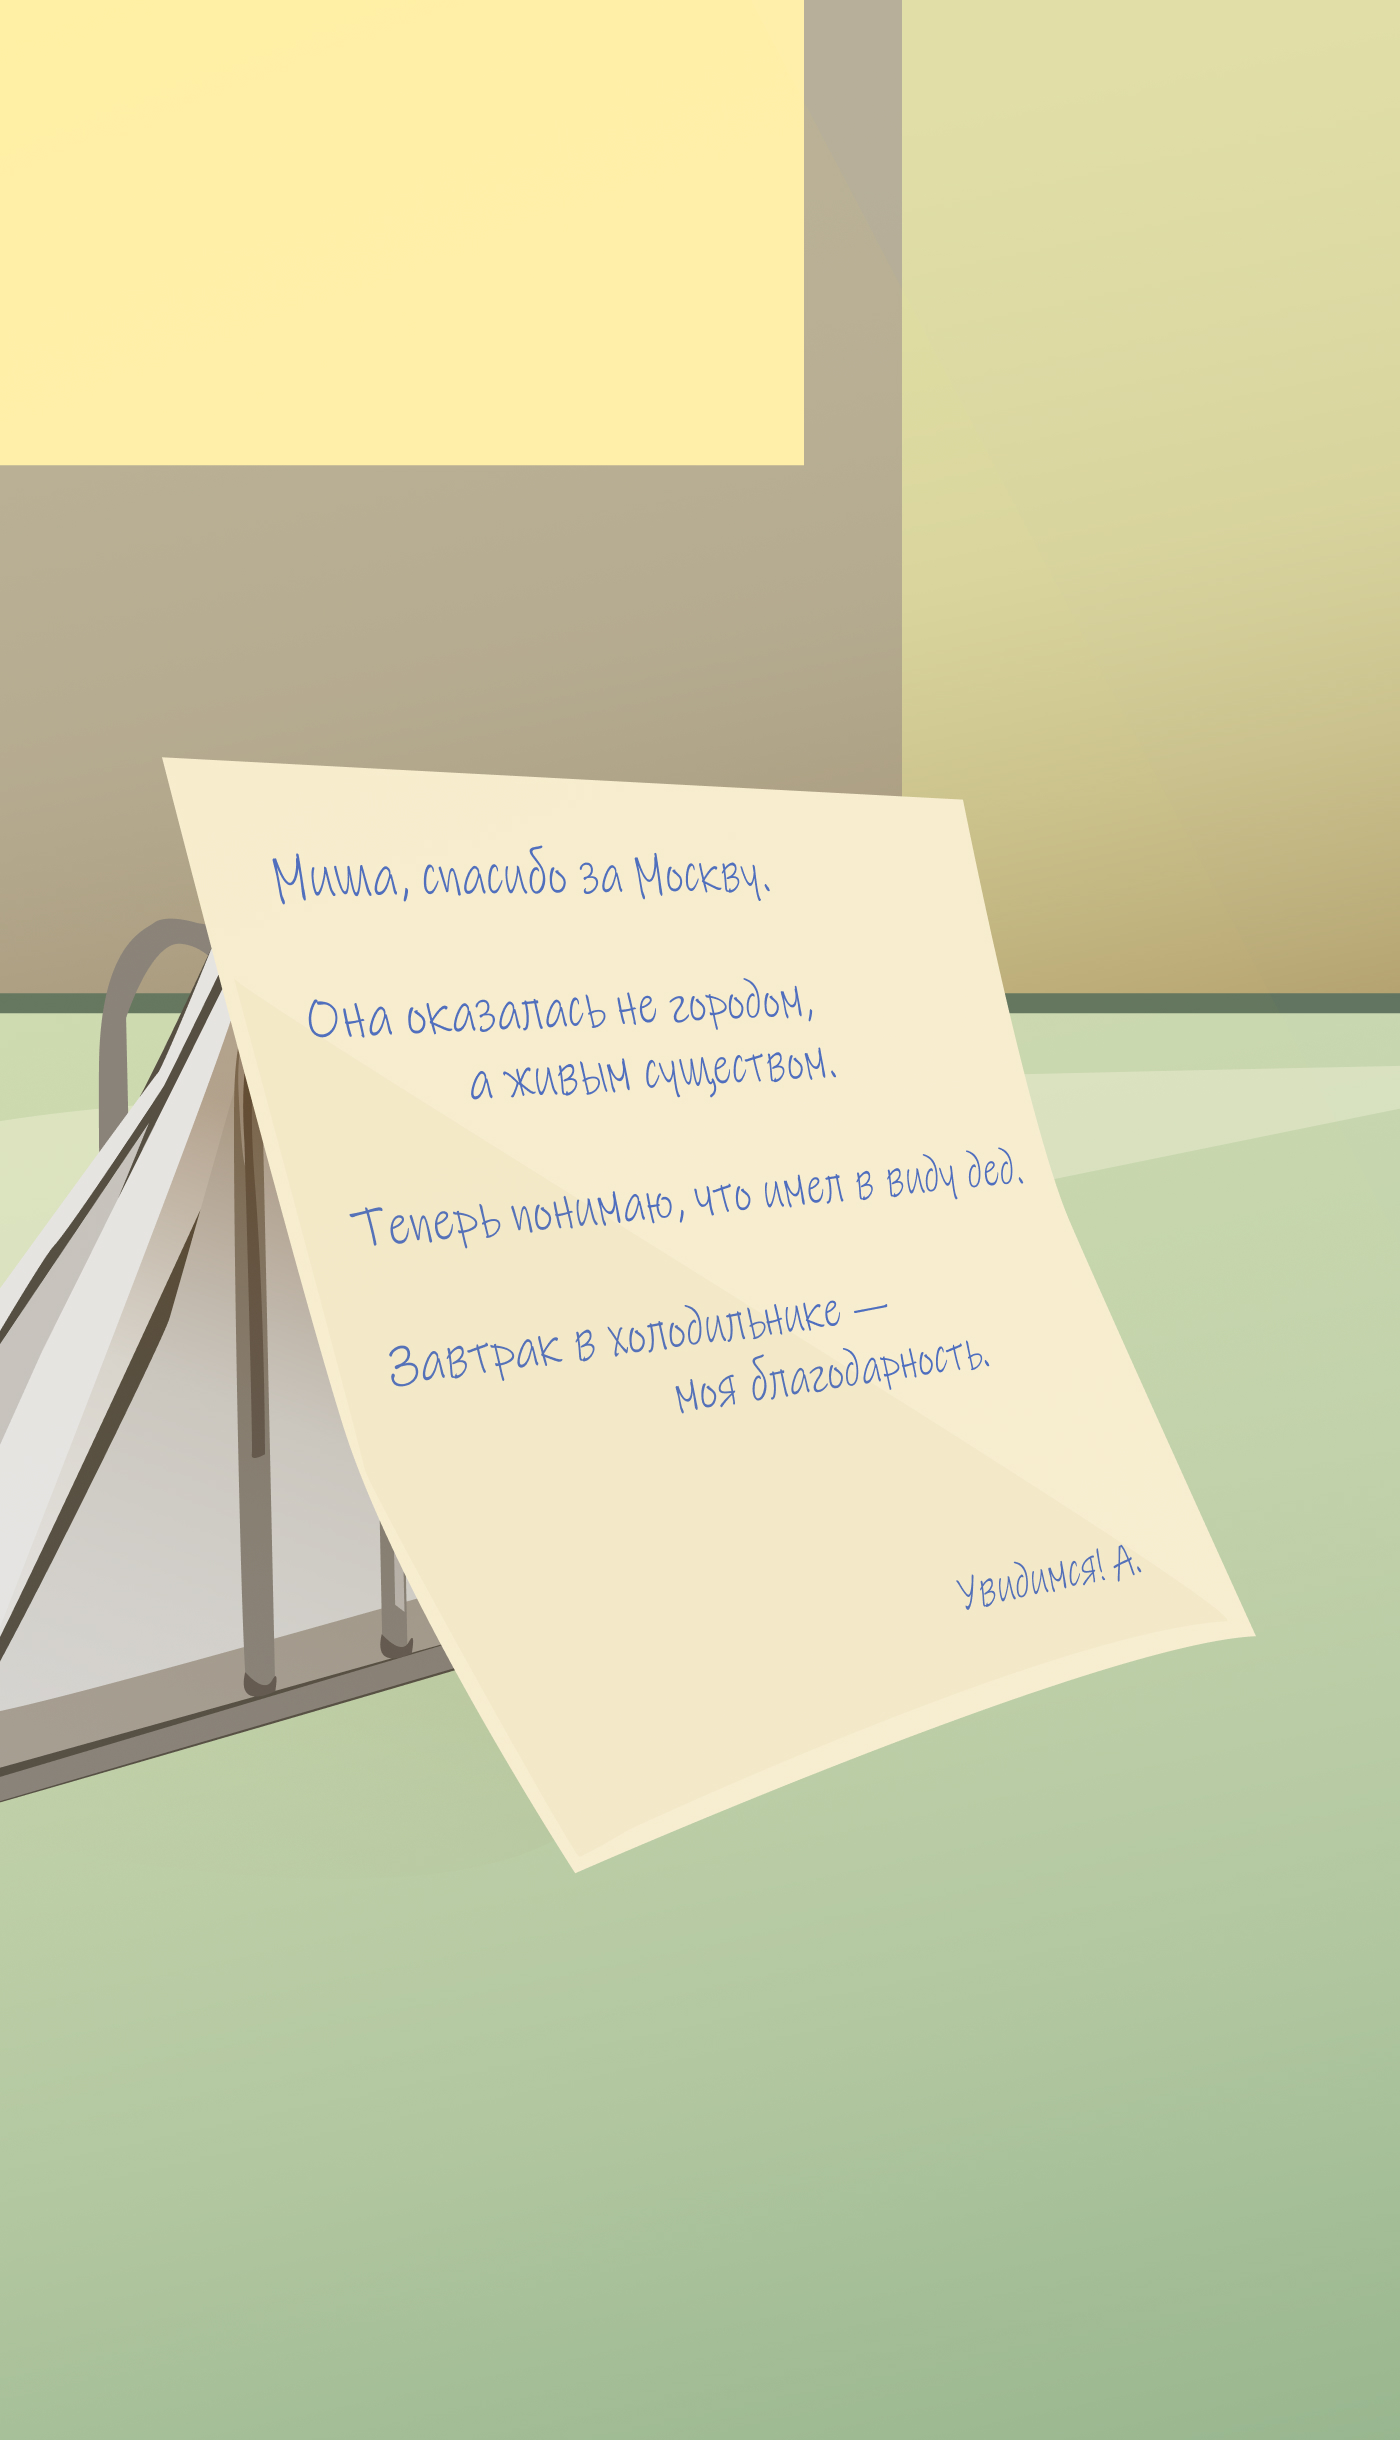 Миша, спасибо за Москву.
Она оказалась не городом,
а живым существом.
Теперь понимаю, что имел в виду дед.
Завтрак в холодильнике —
моя благодарность.
Увидимся! А.